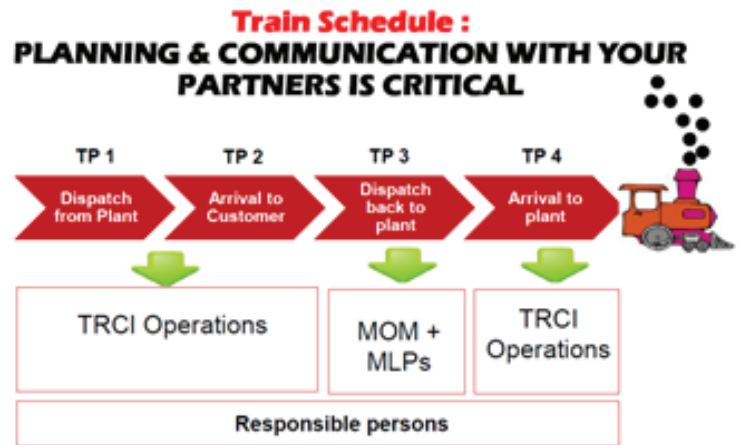 Train Schedule :
PLANNING & COMMUNICATION WITH YOUR
PARTNERS IS CRITICAL
TP 1
TP 2
TP 3
TP 4
Dispatch
from Plant
Arrival to
Customer
Dispatch
back to
plant
Arrival to
plant
TRCI Operations
MOM +
MLPs
TRCI
Operations
Responsible persons